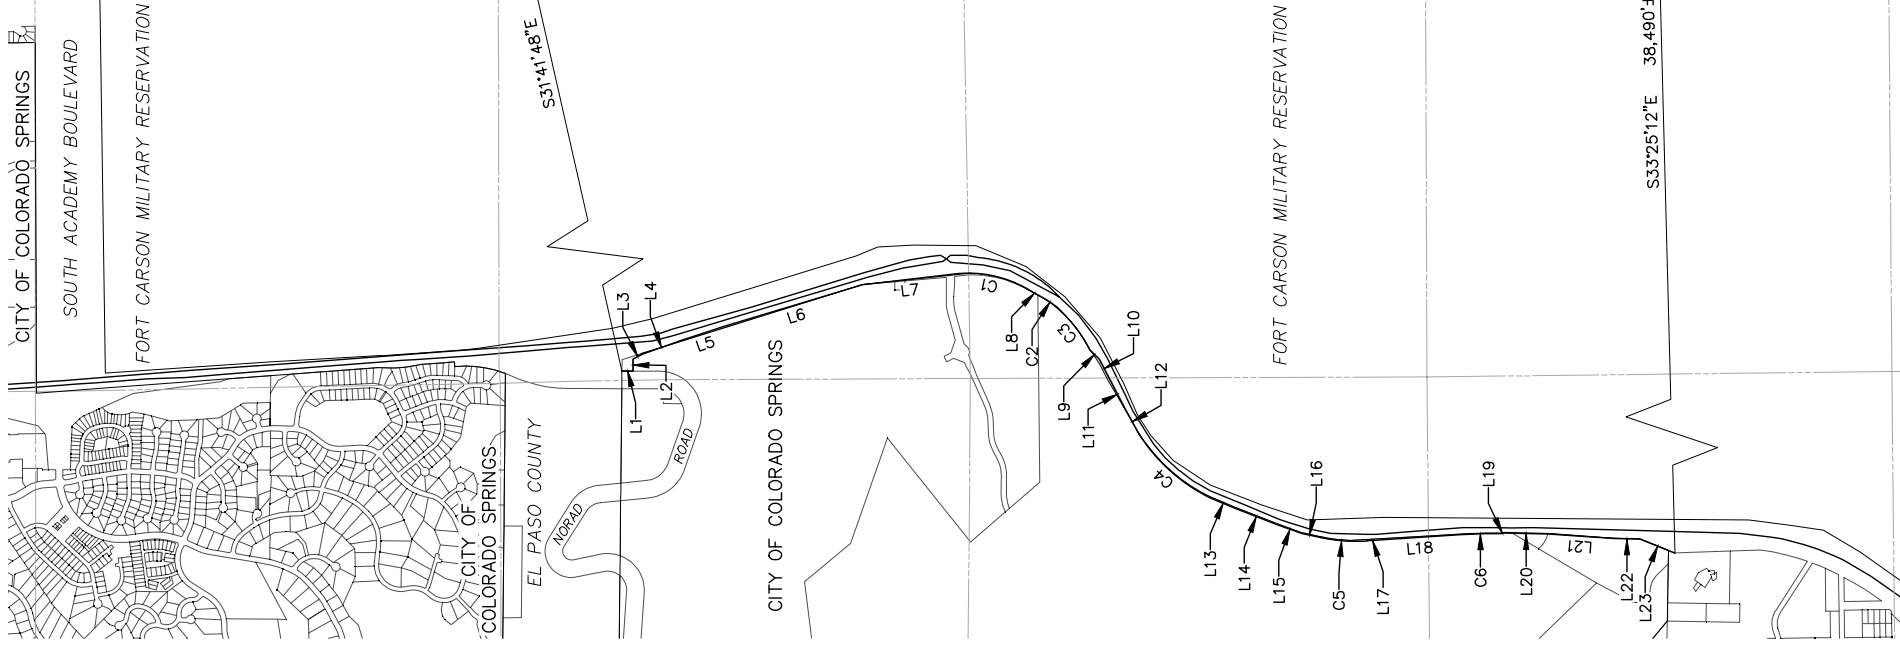 CITY OF COLORADO SPRINGS
SOUTH ACADEMY BOULEVARD
FORT CARSON MILITARY RESERVATION
CITY OF
COLORADO SPRINGS
EL PASO COUNTY
NORAD
ROAD
S31°41'48"E
L1
L2
L3
L4
L5
L6
L7
CITY OF COLORADO SPRINGS
C1
L8
C2
C3
L9
L10
L11
L12
C4
FORT CARSON MILITARY RESERVATION
L13
L14
L15
L16
C5
L17
L18
L19
C6
L20
L21
L22
L23
S33°25'12"E 38,490'±